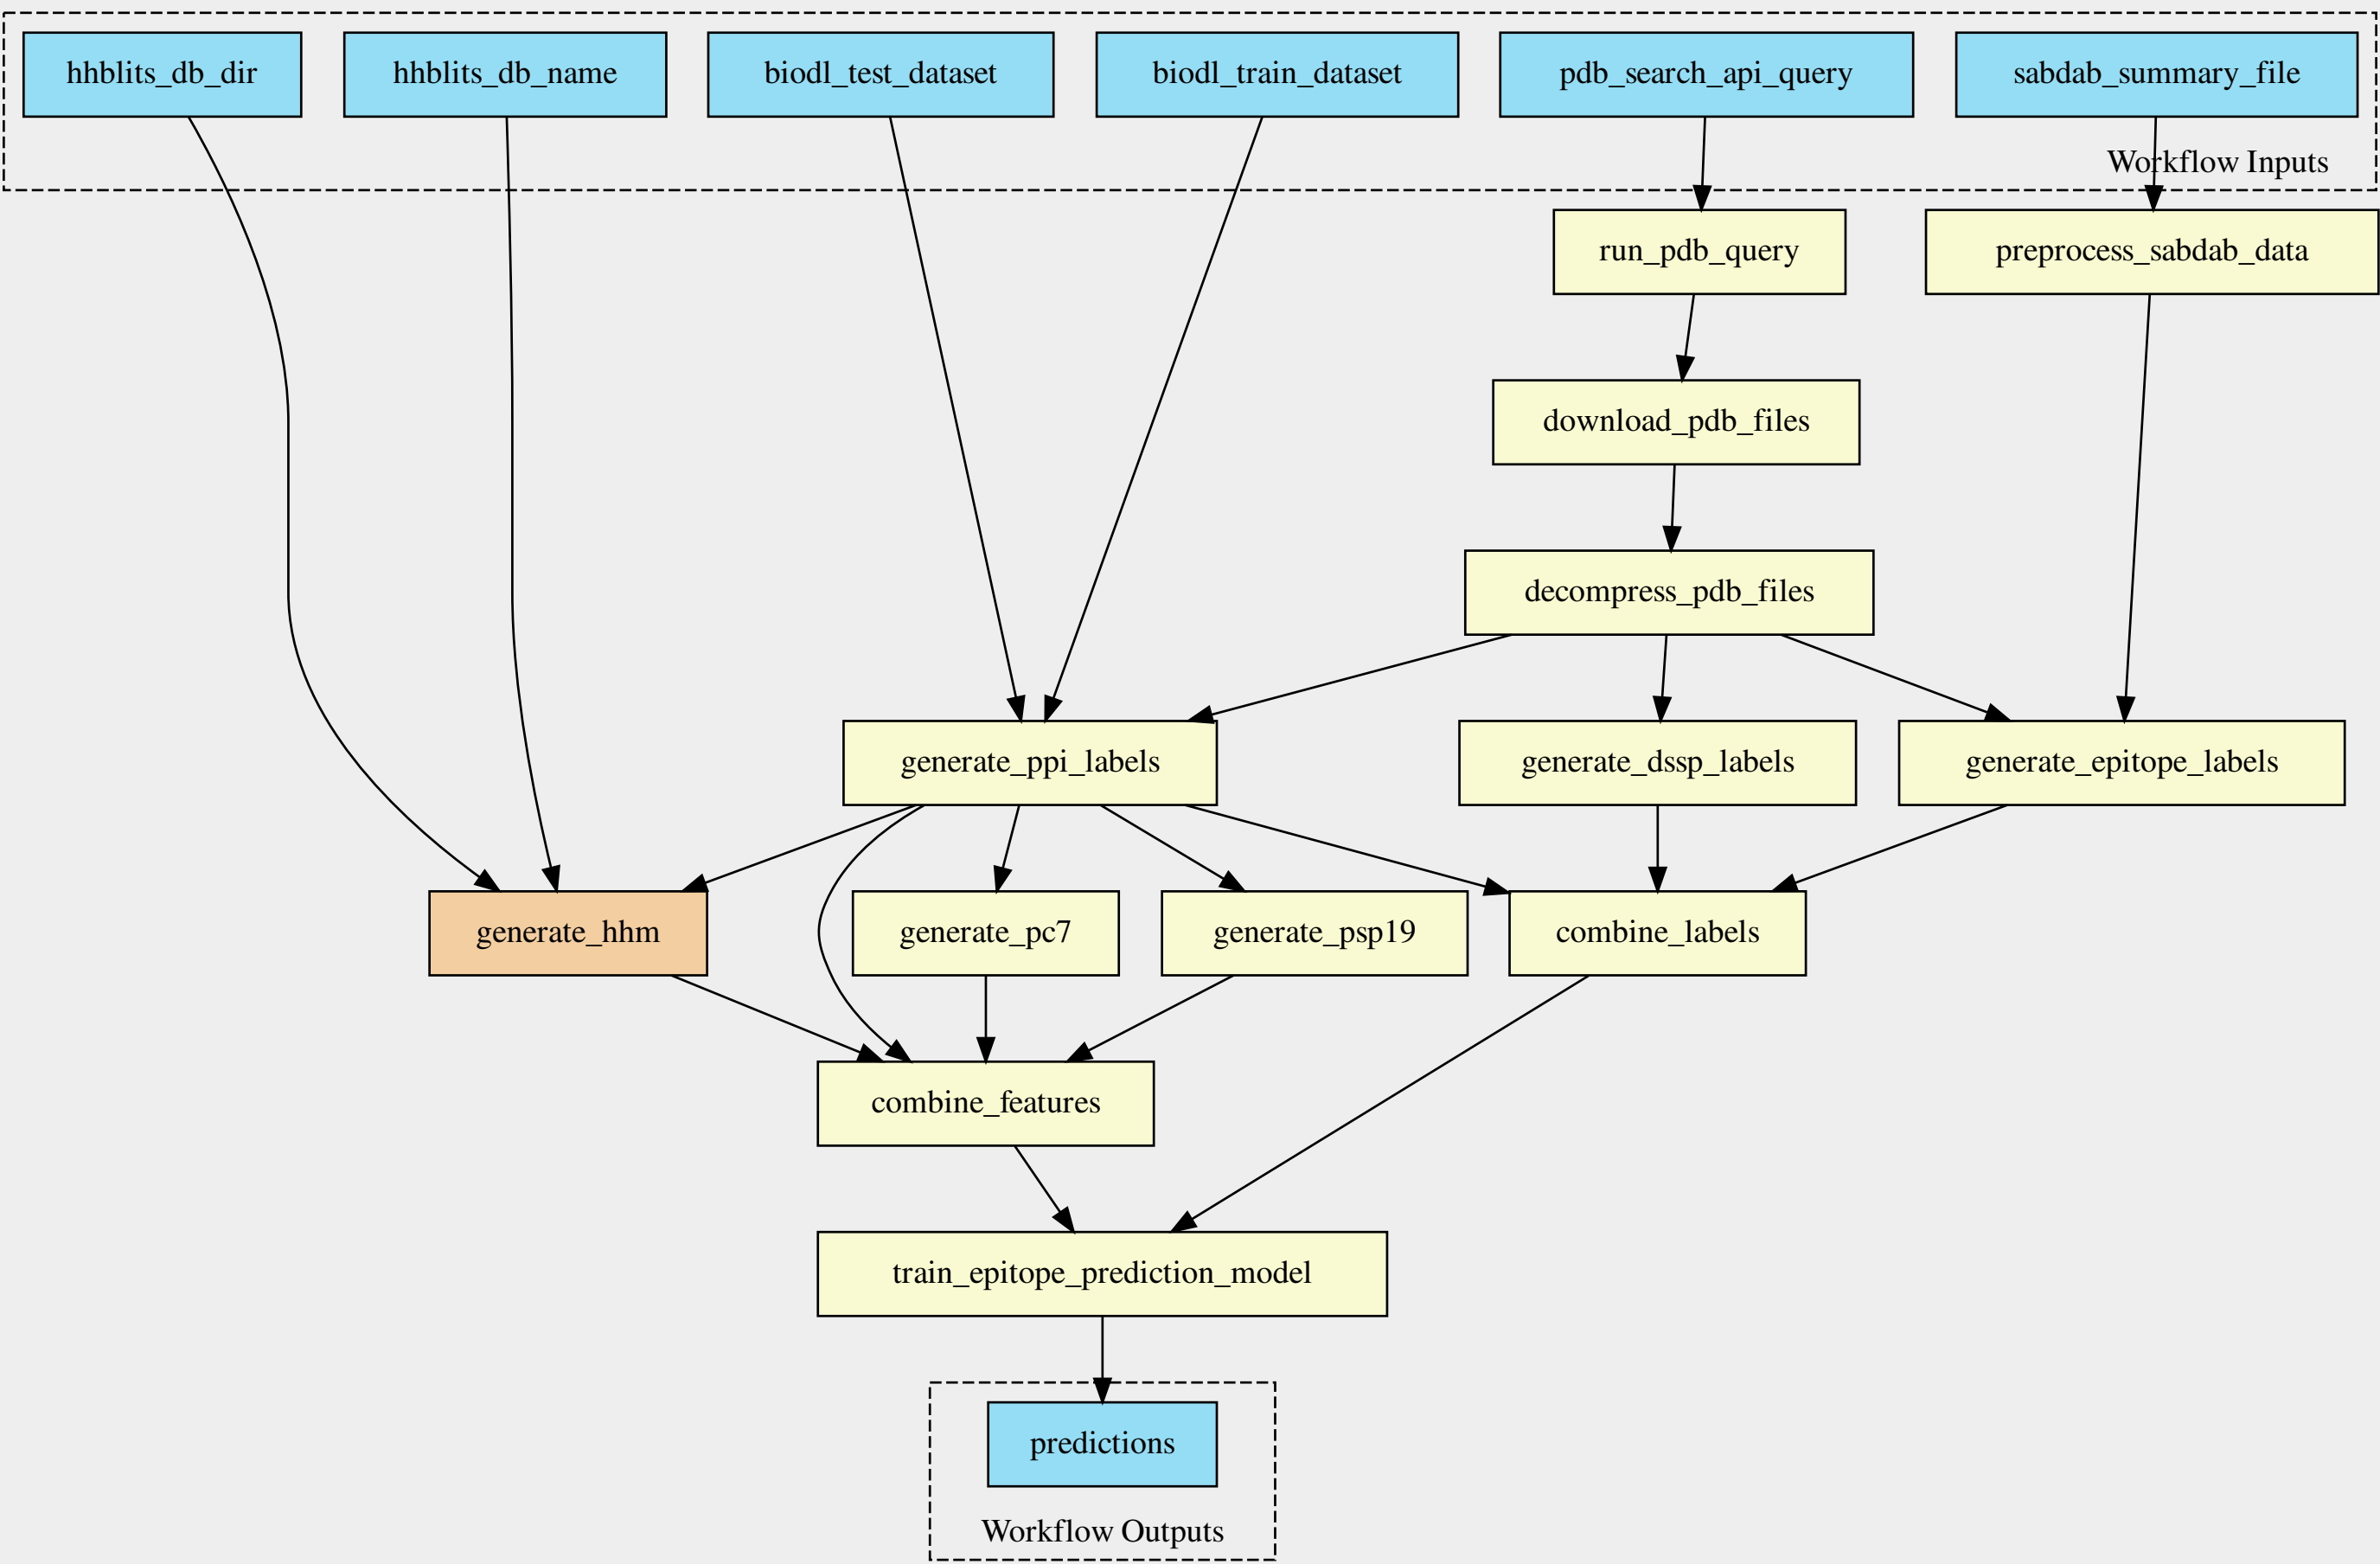 hhblits_db_dir
hhblits_db_name
biodl_test_dataset
biodl_train_dataset
pdb_search_api_query
sabdab_summary_file
Workflow Inputs
run_pdb_query
preprocess_sabdab_data
download_pdb_files
decompress_pdb_files
generate_ppi_labels
generate_dssp_labels
generate_epitope_labels
generate_hhm
generate_pc7
generate_psp19
combine_labels
combine_features
train_epitope_prediction_model
predictions
Workflow Outputs